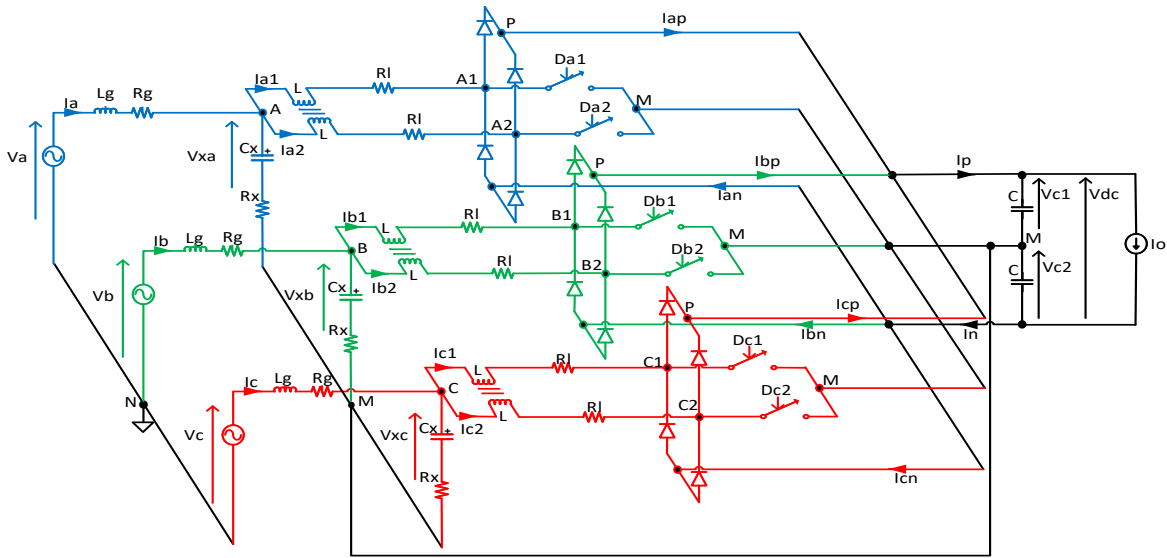 P Iap
Da1
Ia1 Rl A1
Lg Rg L M
Ia A Da2
L Rl A2
Va Vxa Cx + Ia2
P Ibp Ip
Rx Ian Vc1 Vdc
Ib1 L Rl B1 Db1 C
Ib Lg Rg B M M Io
Db2
L Rl B2 C Vc2
Vb Vxb Cx + Ib2
P Icp
Rx Ibn In
Ic1 L Rl C1 Dc1
Ic Lg Rg C M
N M Dc2
L Rl C2
Vc Vxc Cx + Ic2
Rx Icn